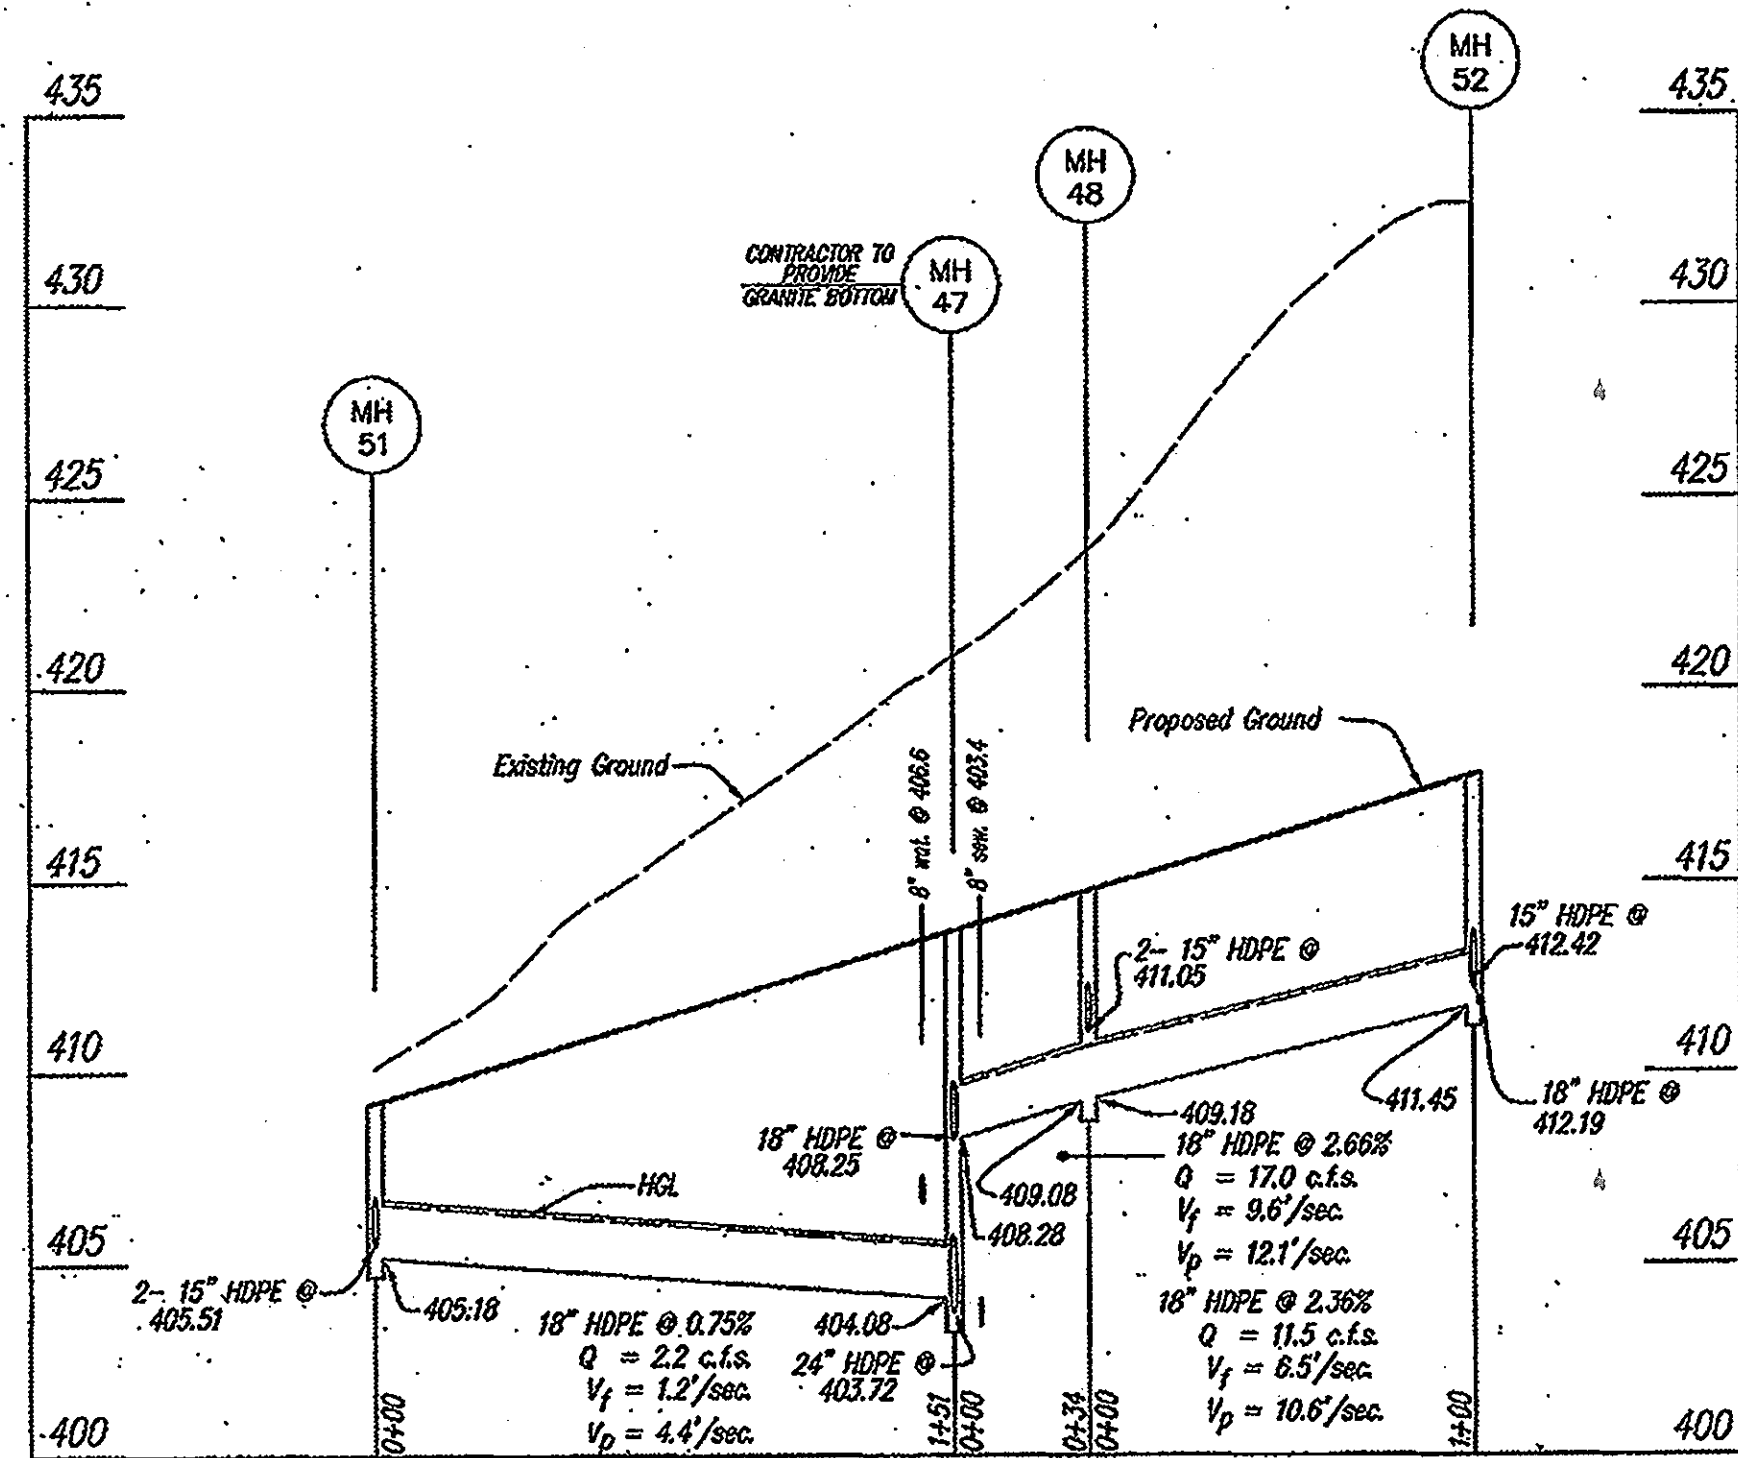 MH
52
435
435
MH
48
CONTRACTOR TO
PROVIDE
GRANITE BOTTOM
MH
47
430
430
MH
51
425
425
420
420
Proposed Ground
Existing Ground
8" wat. @ 406.6
8" sew. @ 403.4
415
415
15" HDPE @
412.42
2- 15" HDPE @
411.05
410
410
411.45
18" HDPE @
412.19
409.18
18" HDPE @
408.25
18" HDPE @ 2.66%
Q = 17.0 c.f.s.
Vf = 9.6'/sec.
Vp = 12.1'/sec.
HGL
409.08
408.28
405
405
2- 15" HDPE @
405.51
405.18
18" HDPE @ 0.75%
Q = 2.2 c.f.s.
Vf = 1.2'/sec.
Vp = 4.4'/sec.
404.08
24" HDPE @
403.72
18" HDPE @ 2.36%
Q = 11.5 c.f.s.
Vf = 6.5'/sec.
Vp = 10.6'/sec.
400
0+00
1+51
0+00
0+34
0+00
1+00
400